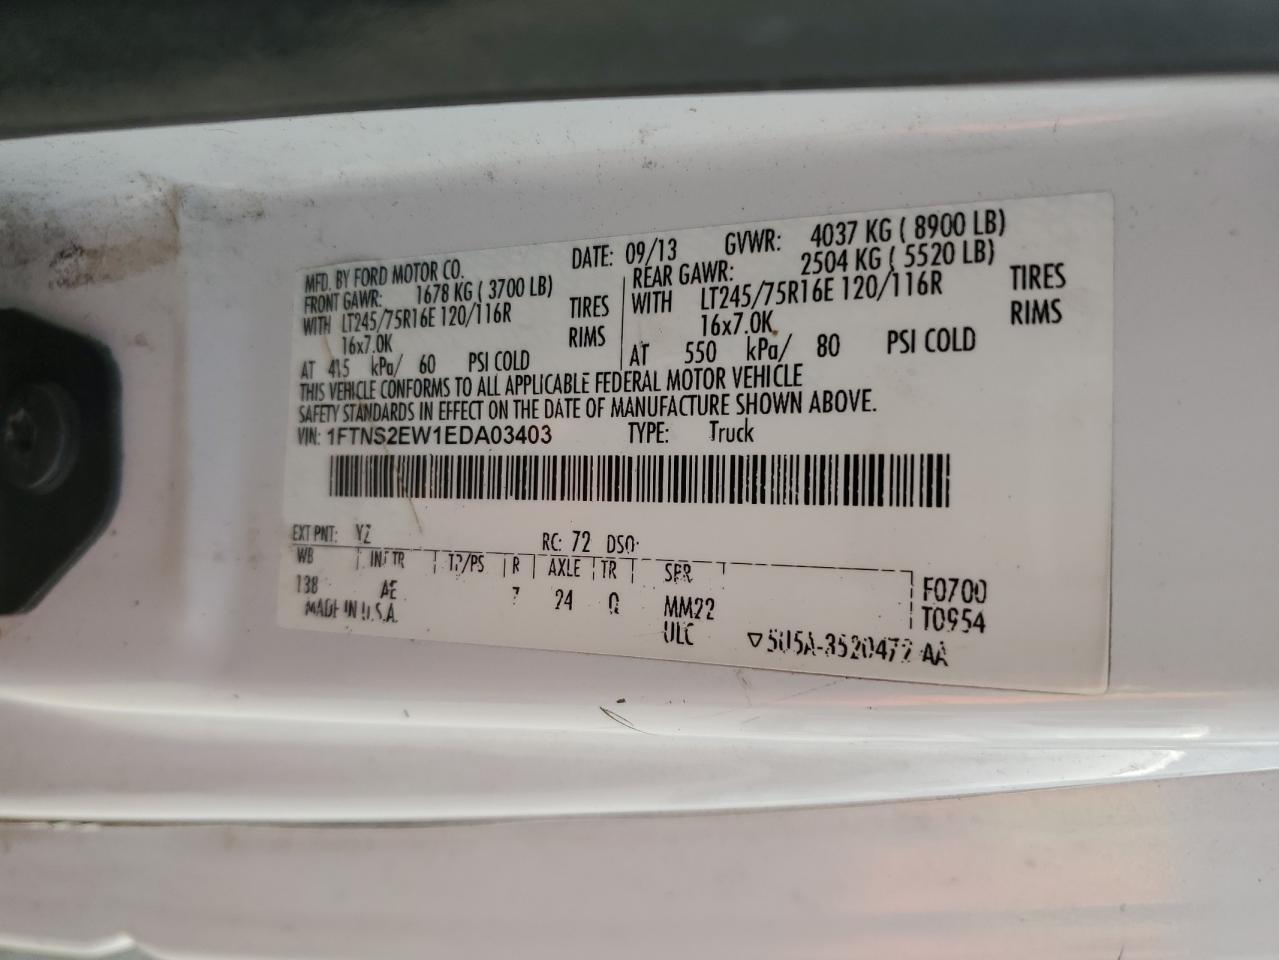 MFD. BY FORD MOTOR CO. DATE: 09/13 GVWR: 4037 KG ( 8900 LB)
FRONT GAWR: 1678 KG ( 3700 LB) REAR GAWR: 2504 KG ( 5520 LB)
WITH LT245/75R16E 120/116R TIRES WITH LT245/75R16E 120/116R TIRES
16x7.0K RIMS 16x7.0K RIMS
AT 415 kPa/ 60 PSI COLD AT 550 kPa/ 80 PSI COLD
THIS VEHICLE CONFORMS TO ALL APPLICABLE FEDERAL MOTOR VEHICLE
SAFETY STANDARDS IN EFFECT ON THE DATE OF MANUFACTURE SHOWN ABOVE.
VIN: 1FTNS2EW1EDA03403 TYPE: Truck
EXT PNT: YZ RC: 72 DSO:
WB INT TR TP/PS R AXLE TR SPR
138 AE 7 24 Q MM22 F0700
MADE IN U.S.A. ULC T0954
▽5U5A-3520472-AA